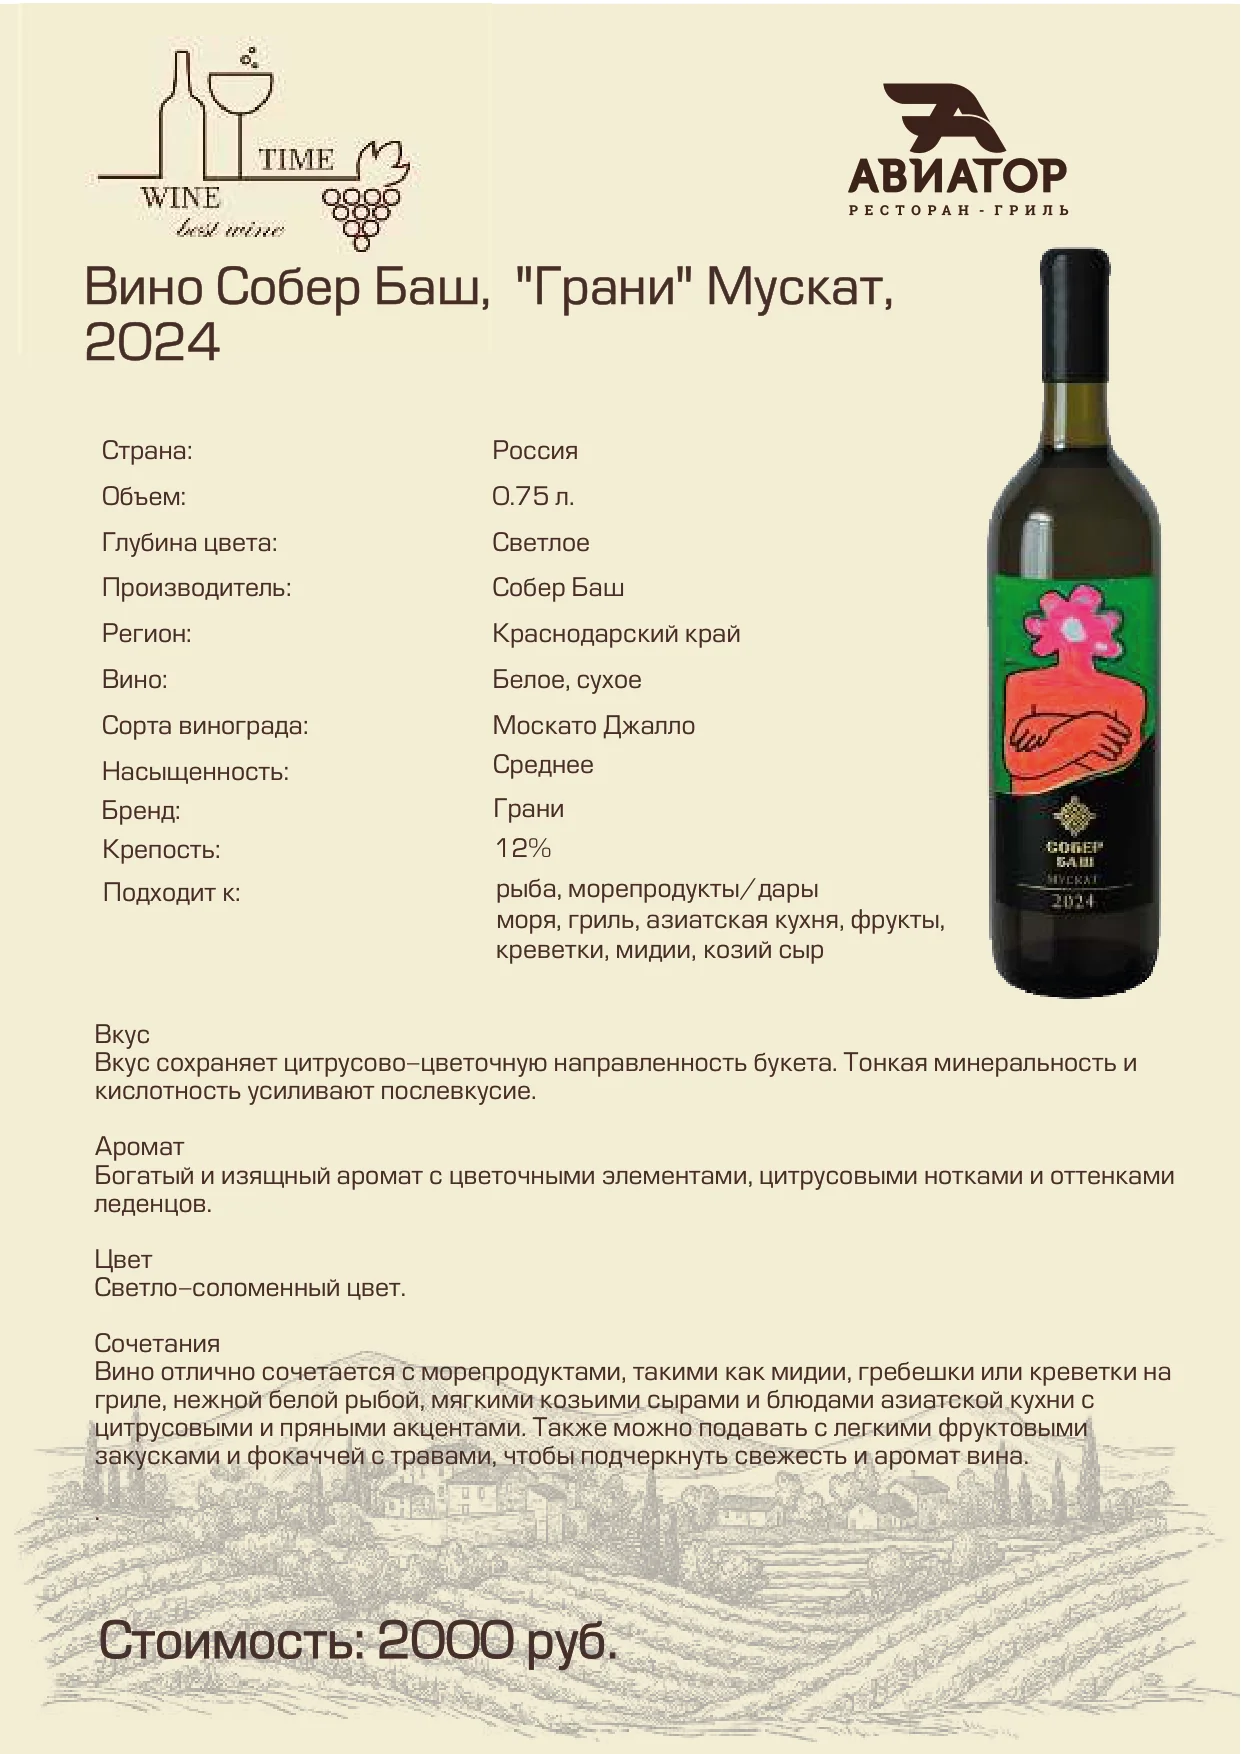 TIME
WINE
best wine
АВИАТОР
РЕСТОРАН - ГРИЛЬ
Вино Собер Баш, "Грани" Мускат,
2024
Страна: Россия
Объем: 0.75 л.
Глубина цвета: Светлое
Производитель: Собер Баш
Регион: Краснодарский край
Вино: Белое, сухое
Сорта винограда: Москато Джалло
Насыщенность: Среднее
Бренд: Грани
Крепость: 12%
Подходит к: рыба, морепродукты/дары
моря, гриль, азиатская кухня, фрукты,
креветки, мидии, козий сыр
СОБЕР
БАШ
МУСКАТ
2024
Вкус
Вкус сохраняет цитрусово-цветочную направленность букета. Тонкая минеральность и
кислотность усиливают послевкусие.
Аромат
Богатый и изящный аромат с цветочными элементами, цитрусовыми нотками и оттенками
леденцов.
Цвет
Светло-соломенный цвет.
Сочетания
Вино отлично сочетается с морепродуктами, такими как мидии, гребешки или креветки на
гриле, нежной белой рыбой, мягкими козьими сырами и блюдами азиатской кухни с
цитрусовыми и пряными акцентами. Также можно подавать с легкими фруктовыми
закусками и фокаччей с травами, чтобы подчеркнуть свежесть и аромат вина.
.
Стоимость: 2000 руб.